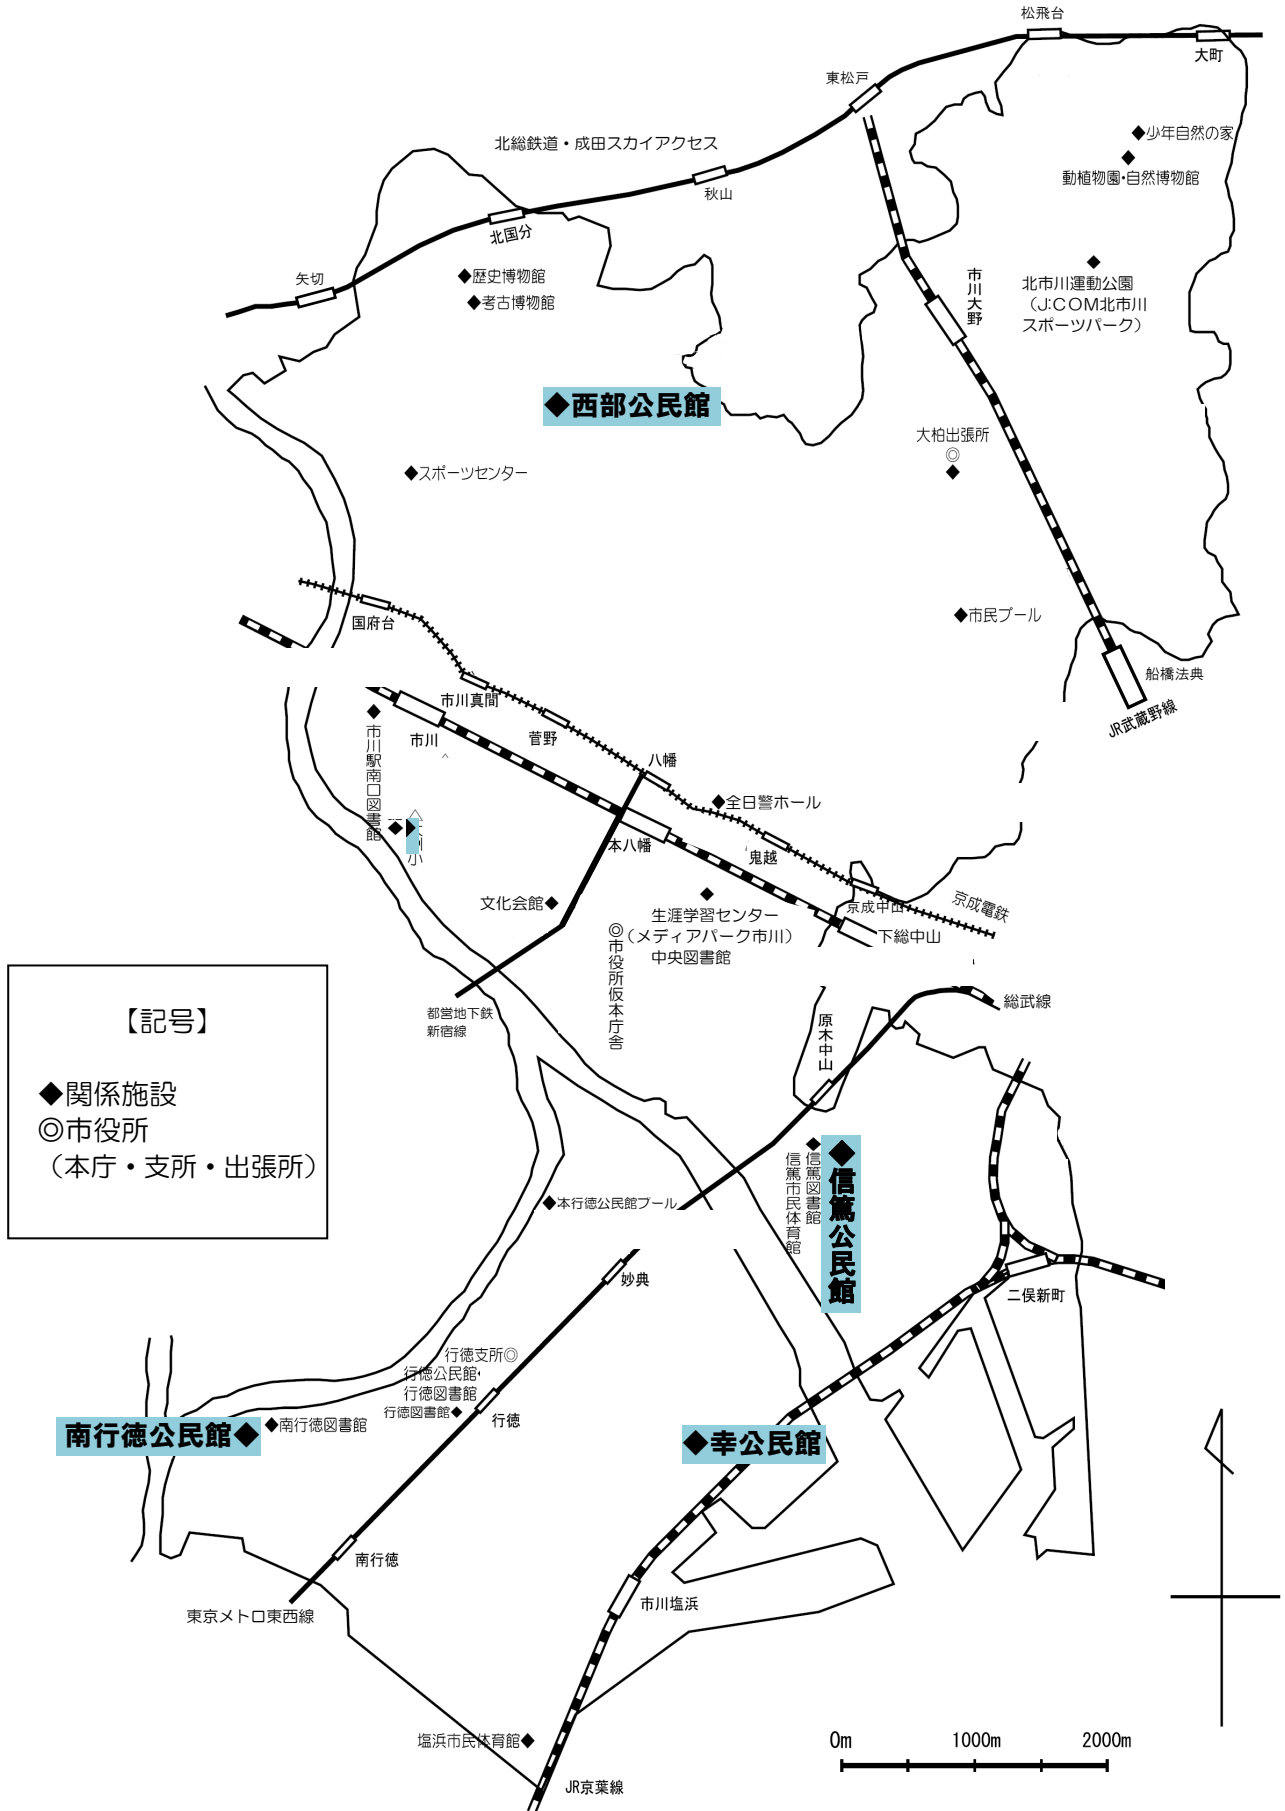 松飛台
大町
東松戸
◆少年自然の家
◆
動植物園・自然博物館
北総鉄道・成田スカイアクセス
秋山
北国分
矢切
◆歴史博物館
◆考古博物館
市川大野
◆
北市川運動公園
（J:COM北市川
スポーツパーク）
◆西部公民館
大柏出張所
◎
◆
◆スポーツセンター
◆市民プール
国府台
船橋法典
JR武蔵野線
市川真間
◆市川駅南口図書館
市川
菅野
八幡
◆全日警ホール
本八幡
鬼越
小
文化会館◆
◆
生涯学習センター
（メディアパーク市川）
中央図書館
◎市役所仮本庁舎
京成中山
京成電鉄
下総中山
総武線
都営地下鉄
新宿線
原木中山
【記号】
◆関係施設
◎市役所
（本庁・支所・出張所）
◆信篤図書館
信篤市民体育館
◆信篤公民館
◆本行徳公民館プール
妙典
二俣新町
行徳支所◎
行徳公民館
行徳図書館
行徳図書館◆
行徳
南行徳公民館◆
◆南行徳図書館
◆幸公民館
南行徳
東京メトロ東西線
市川塩浜
塩浜市民体育館◆
JR京葉線
0m 1000m 2000m